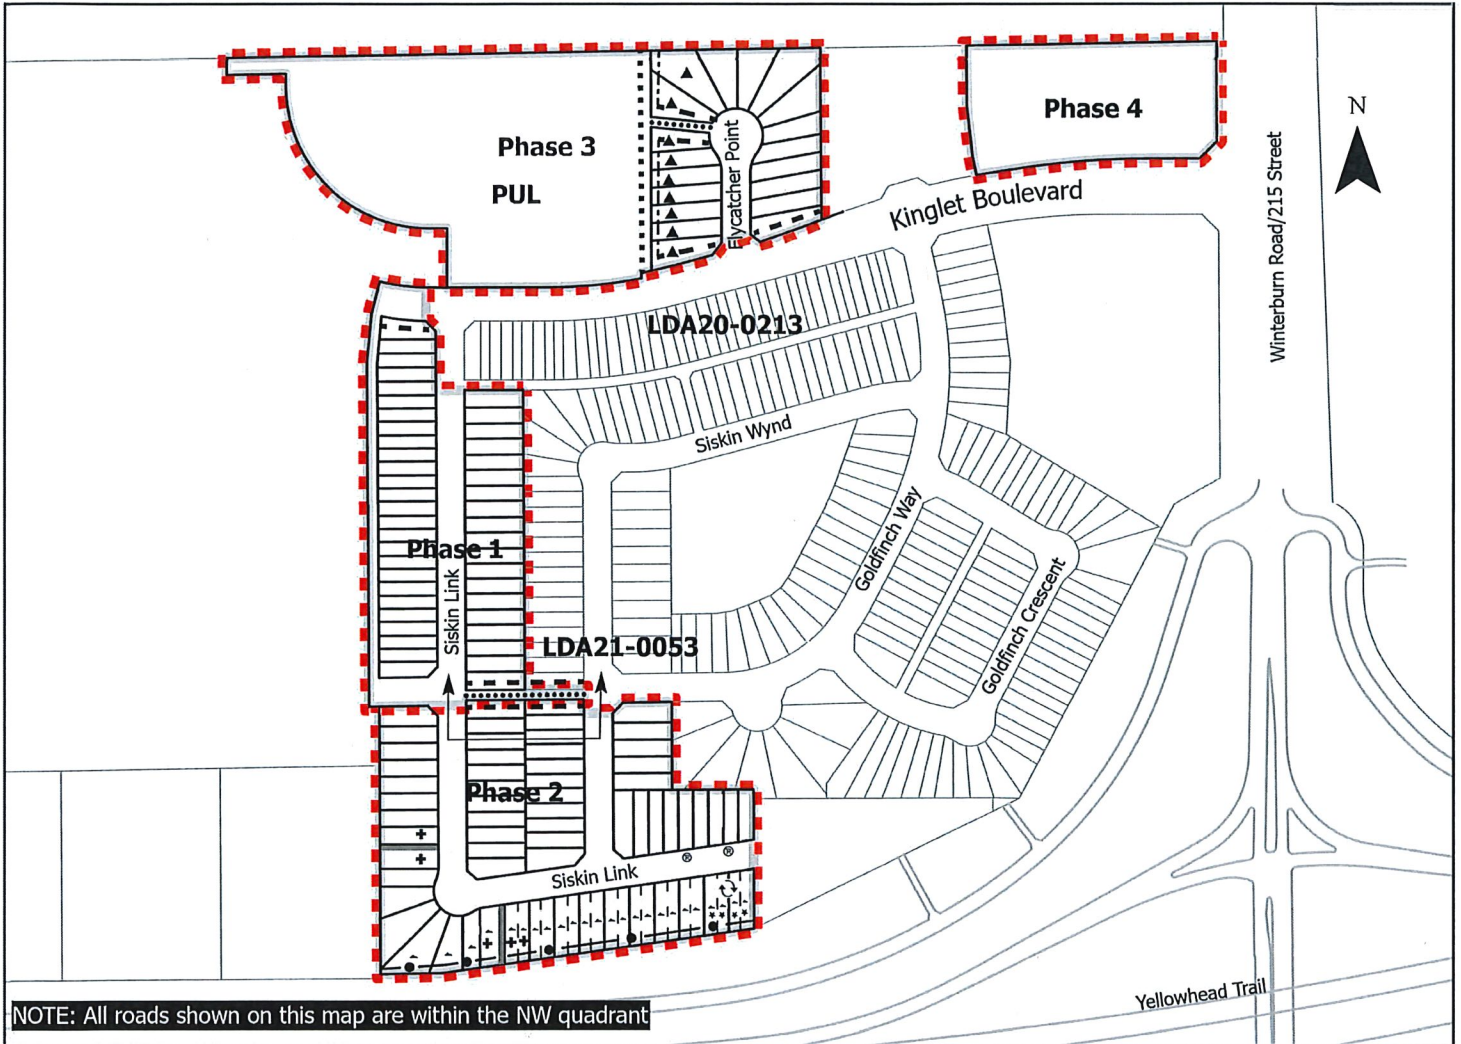 Phase 3
PUL
Flycatcher Point
Phase 4
N
Kinglet Boulevard
Winterburn Road/215 Street
LDA20-0213
Siskin Wynd
Goldfinch Way
Phase 1
Siskin Link
Goldfinch Crescent
LDA21-0053
Phase 2
Siskin Link
Yellowhead Trail
NOTE: All roads shown on this map are within the NW quadrant